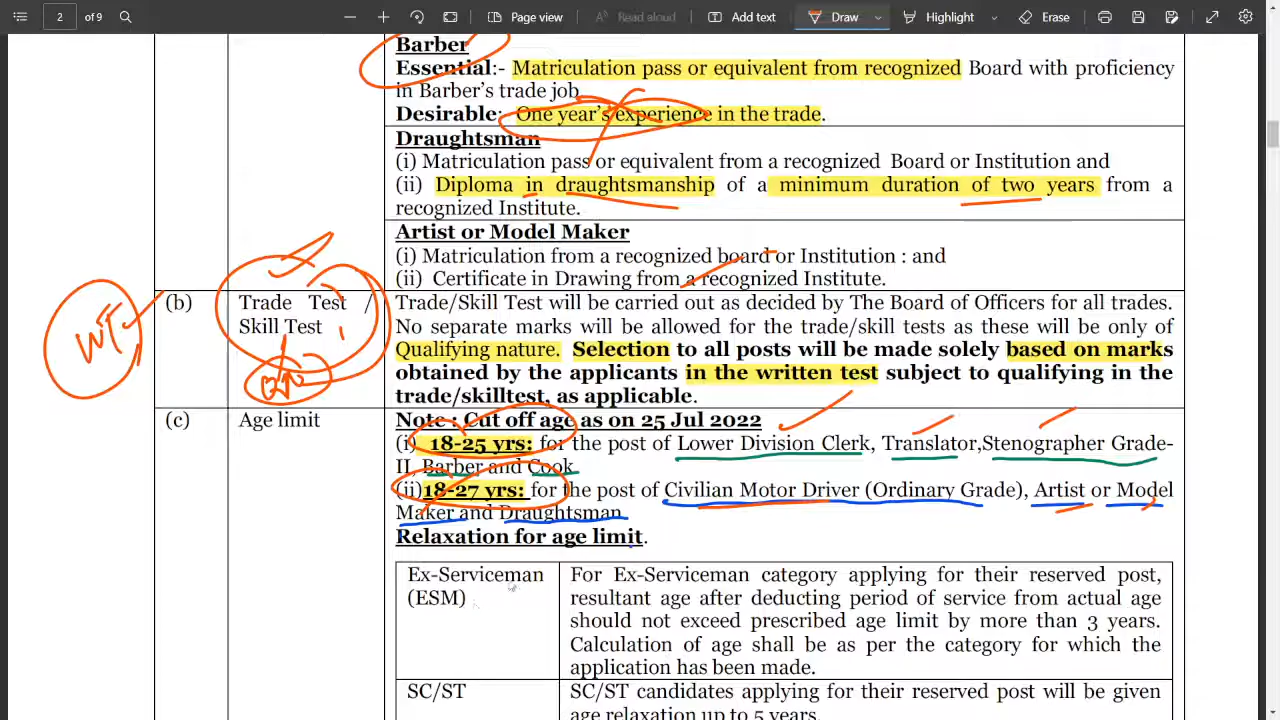 2 of 9 Page view Read aloud Add text Draw Highlight Erase
Barber
Essential:- Matriculation pass or equivalent from recognized Board with proficiency
in Barber's trade job
Desirable: One year's experience in the trade.
Draughtsman
(i) Matriculation pass or equivalent from a recognized Board or Institution and
(ii) Diploma in draughtsmanship of a minimum duration of two years from a
recognized Institute.
Artist or Model Maker
(i) Matriculation from a recognized board or Institution : and
(ii) Certificate in Drawing from a recognized Institute.
WT
(b)
Trade Test /
Skill Test
Trade/Skill Test will be carried out as decided by The Board of Officers for all trades.
No separate marks will be allowed for the trade/skill tests as these will be only of
Qualifying nature. Selection to all posts will be made solely based on marks
obtained by the applicants in the written test subject to qualifying in the
trade/skilltest, as applicable.
(c)
Age limit
Note : Cut off age as on 25 Jul 2022
(i) 18-25 yrs: for the post of Lower Division Clerk, Translator,Stenographer Grade-
II, Barber and Cook
(ii)18-27 yrs: for the post of Civilian Motor Driver (Ordinary Grade), Artist or Model
Maker and Draughtsman
Relaxation for age limit.
Ex-Serviceman
(ESM)
For Ex-Serviceman category applying for their reserved post,
resultant age after deducting period of service from actual age
should not exceed prescribed age limit by more than 3 years.
Calculation of age shall be as per the category for which the
application has been made.
SC/ST
SC/ST candidates applying for their reserved post will be given
age relaxation up to 5 years.